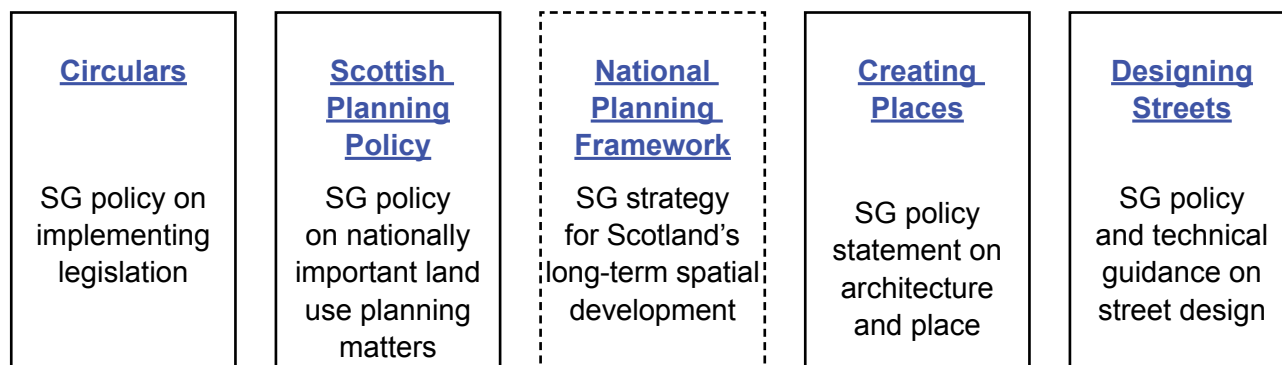 Circulars
SG policy on
implementing
legislation
Scottish
Planning
Policy
SG policy
on nationally
important land
use planning
matters
National
Planning
Framework
SG strategy
for Scotland’s
long-term spatial
development
Creating
Places
SG policy
statement on
architecture
and place
Designing
Streets
SG policy
and technical
guidance on
street design